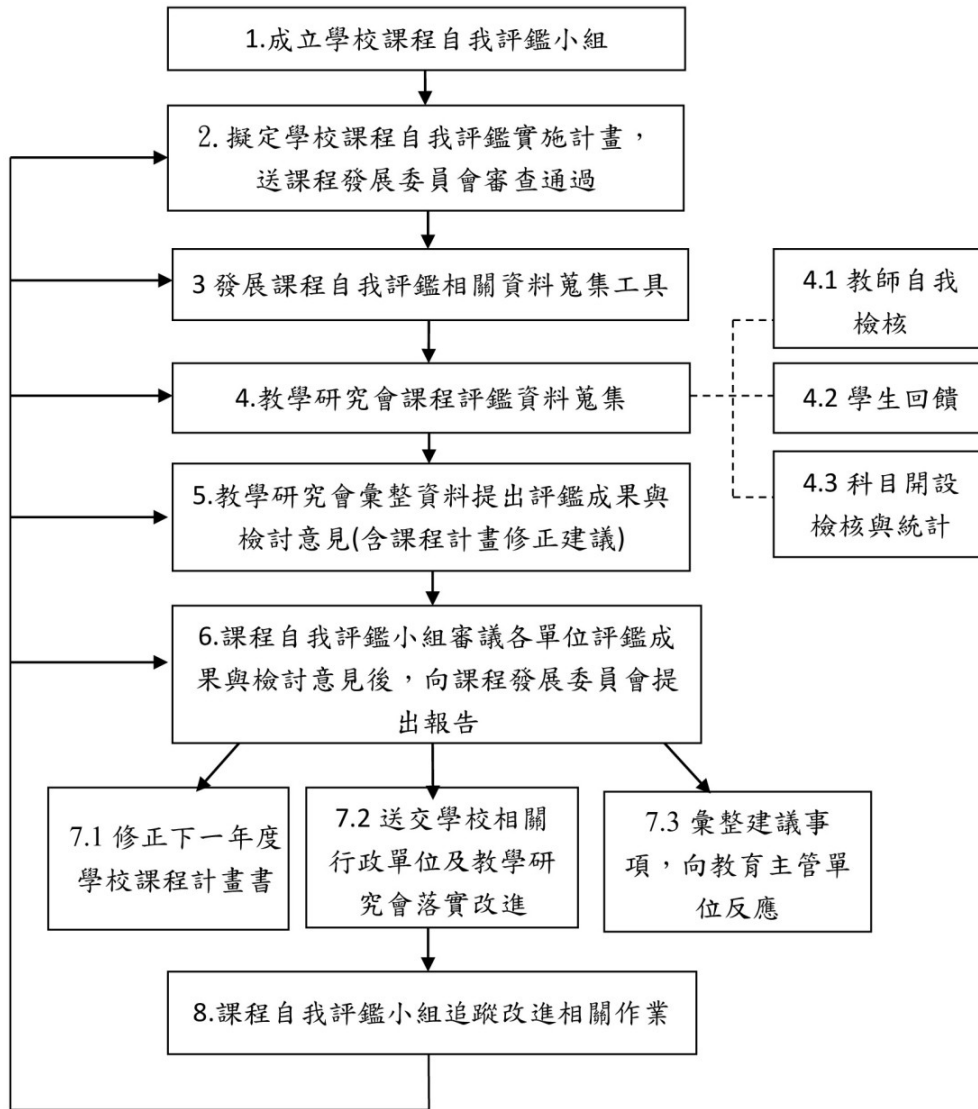 1.成立學校課程自我評鑑小組
2. 擬定學校課程自我評鑑實施計畫，
送課程發展委員會審查通過
3 發展課程自我評鑑相關資料蒐集工具
4.教學研究會課程評鑑資料蒐集
4.1 教師自我
檢核
4.2 學生回饋
4.3 科目開設
檢核與統計
5.教學研究會彙整資料提出評鑑成果與
檢討意見(含課程計畫修正建議)
6.課程自我評鑑小組審議各單位評鑑成
果與檢討意見後，向課程發展委員會提
出報告
7.1 修正下一年度
學校課程計畫書
7.2 送交學校相關
行政單位及教學研
究會落實改進
7.3 彙整建議事
項，向教育主管單
位反應
8.課程自我評鑑小組追蹤改進相關作業